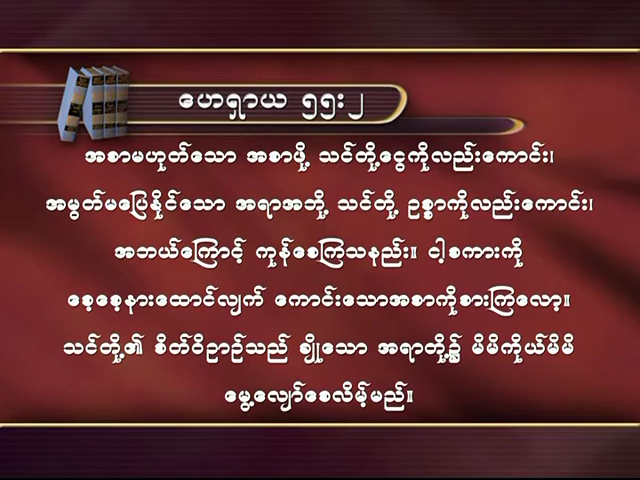 ဟေရှာယ ၅၅:၂
အစာမဟုတ်သော အစာဖို့ သင်တို့ငွေကိုလည်းကောင်း၊
အမွတ်မပြေနိုင်သော အရာအဘို့ သင်တို့ ဥစ္စာကိုလည်းကောင်း၊
အဘယ်ကြောင့် ကုန်စေကြသနည်း။ ငါ့စကားကို
စေ့စေ့နားထောင်လျက် ကောင်းသောအစာကိုစားကြလော့။
သင်တို့၏ စိတ်ဝိညာဉ်သည် ချိုသော အရာတို့၌ မိမိကိုယ်မိမိ
မွေ့လျော်စေလိမ့်မည်။